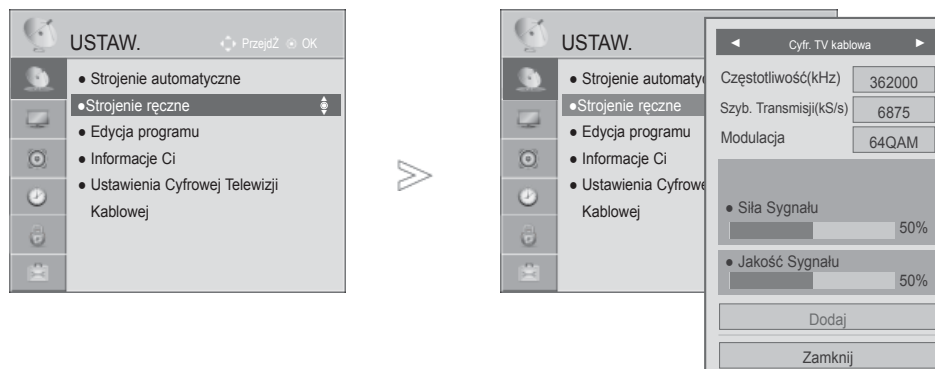 USTAW.
PrzejdŹ OK
● Strojenie automatyczne
●Strojenie ręczne
● Edycja programu
● Informacje Ci
● Ustawienia Cyfrowej Telewizji
Kablowej
USTAW.
● Strojenie automatyc
●Strojenie ręczne
● Edycja programu
● Informacje Ci
● Ustawienia Cyfrowe
Kablowej
◄ Cyfr. TV kablowa ►
Częstotliwość(kHz) 362000
Szyb. Transmisji(kS/s) 6875
Modulacja 64QAM
● Siła Sygnału
50%
● Jakość Sygnału
50%
Dodaj
Zamknij